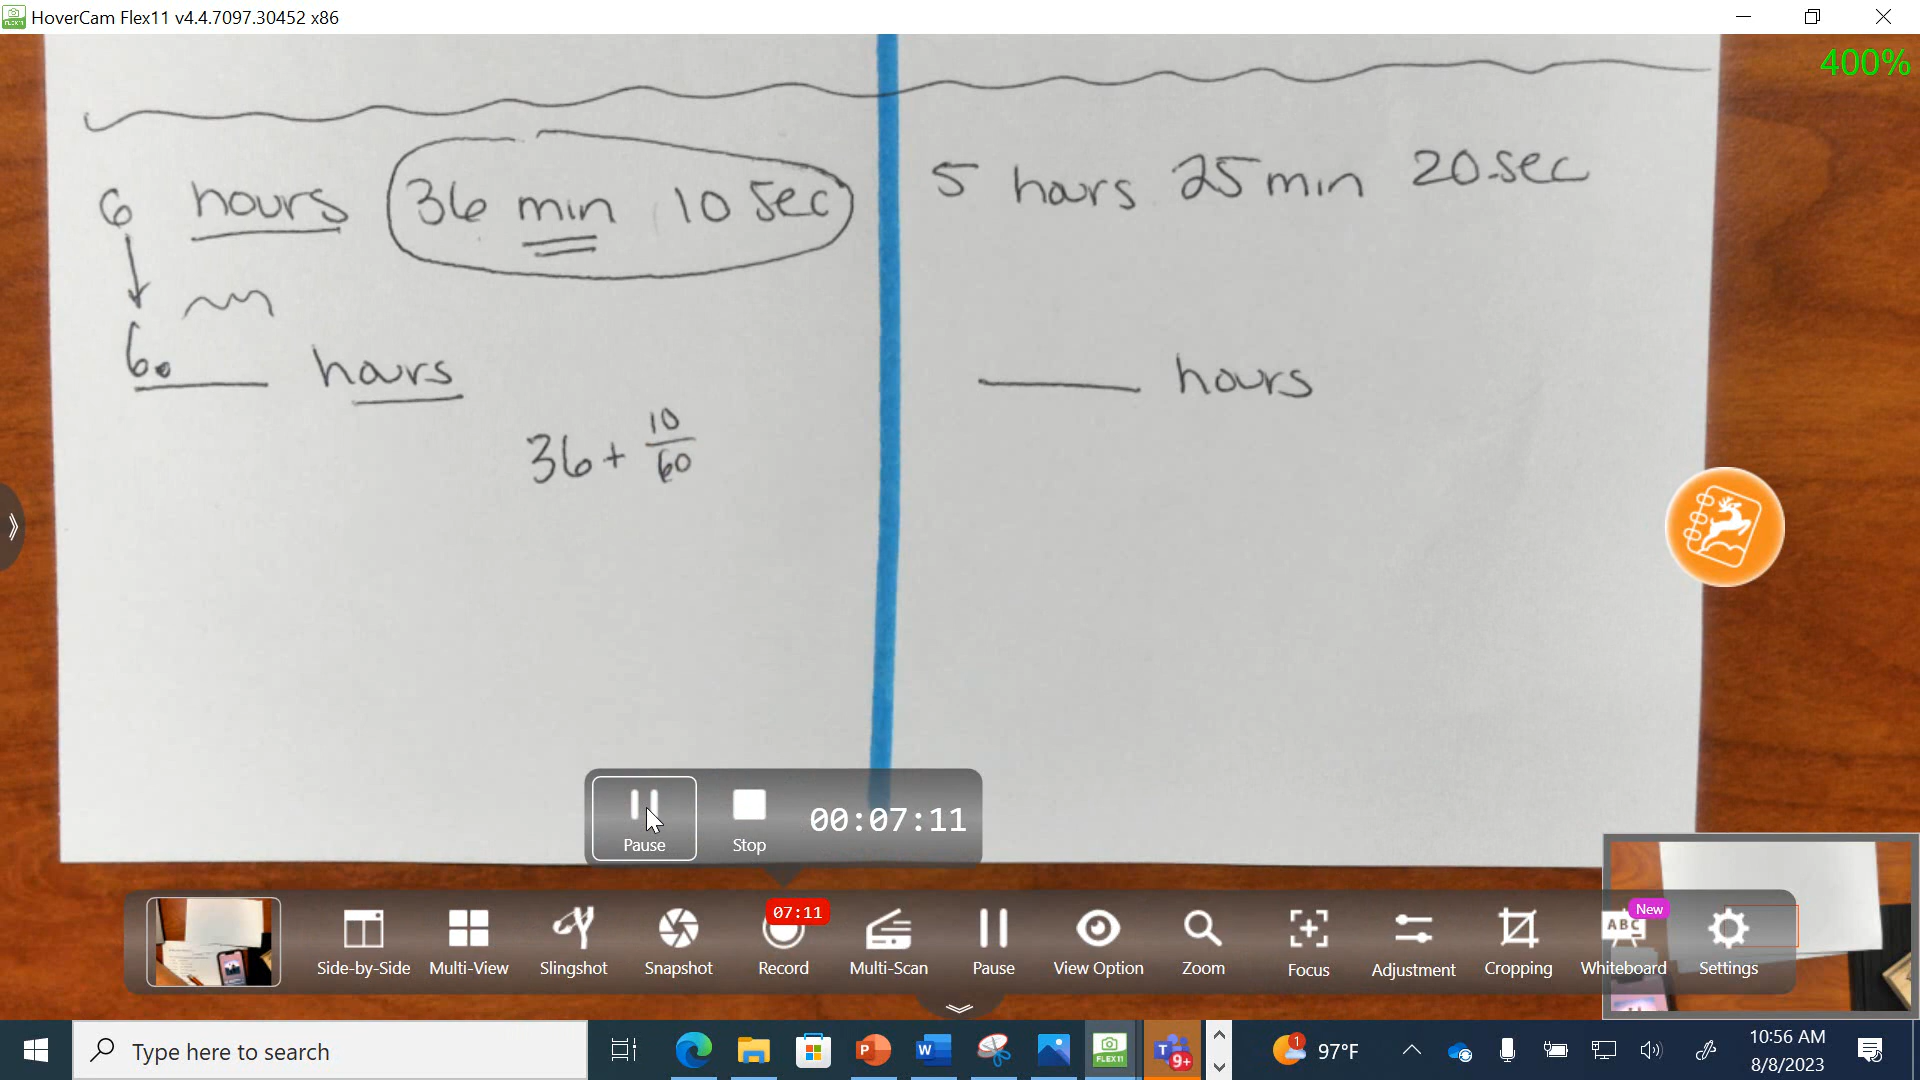 HoverCam Flex11 v4.4.7097.30452 x86
400%
6 hours 36 min 10 sec
6. hours
36 + 10/60
5 hours 25 min 20 sec
hours
Pause
Stop
00:07:11
07:11
New
ABC
Side-by-Side
Multi-View
Slingshot
Snapshot
Record
Multi-Scan
Pause
View Option
Zoom
Focus
Adjustment
Cropping
Whiteboard
Settings
Type here to search
FLEX11
9+
1
97°F
10:56 AM
8/8/2023